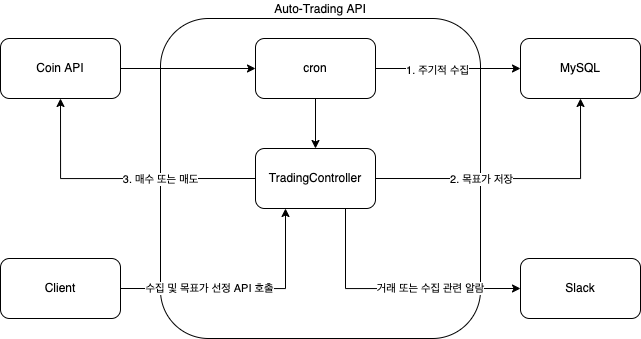 Auto-Trading API
Coin API
cron
1. 주기적 수집
MySQL
3. 매수 또는 매도
TradingController
2. 목표가 저장
Client
수집 및 목표가 선정 API 호출
거래 또는 수집 관련 알람
Slack